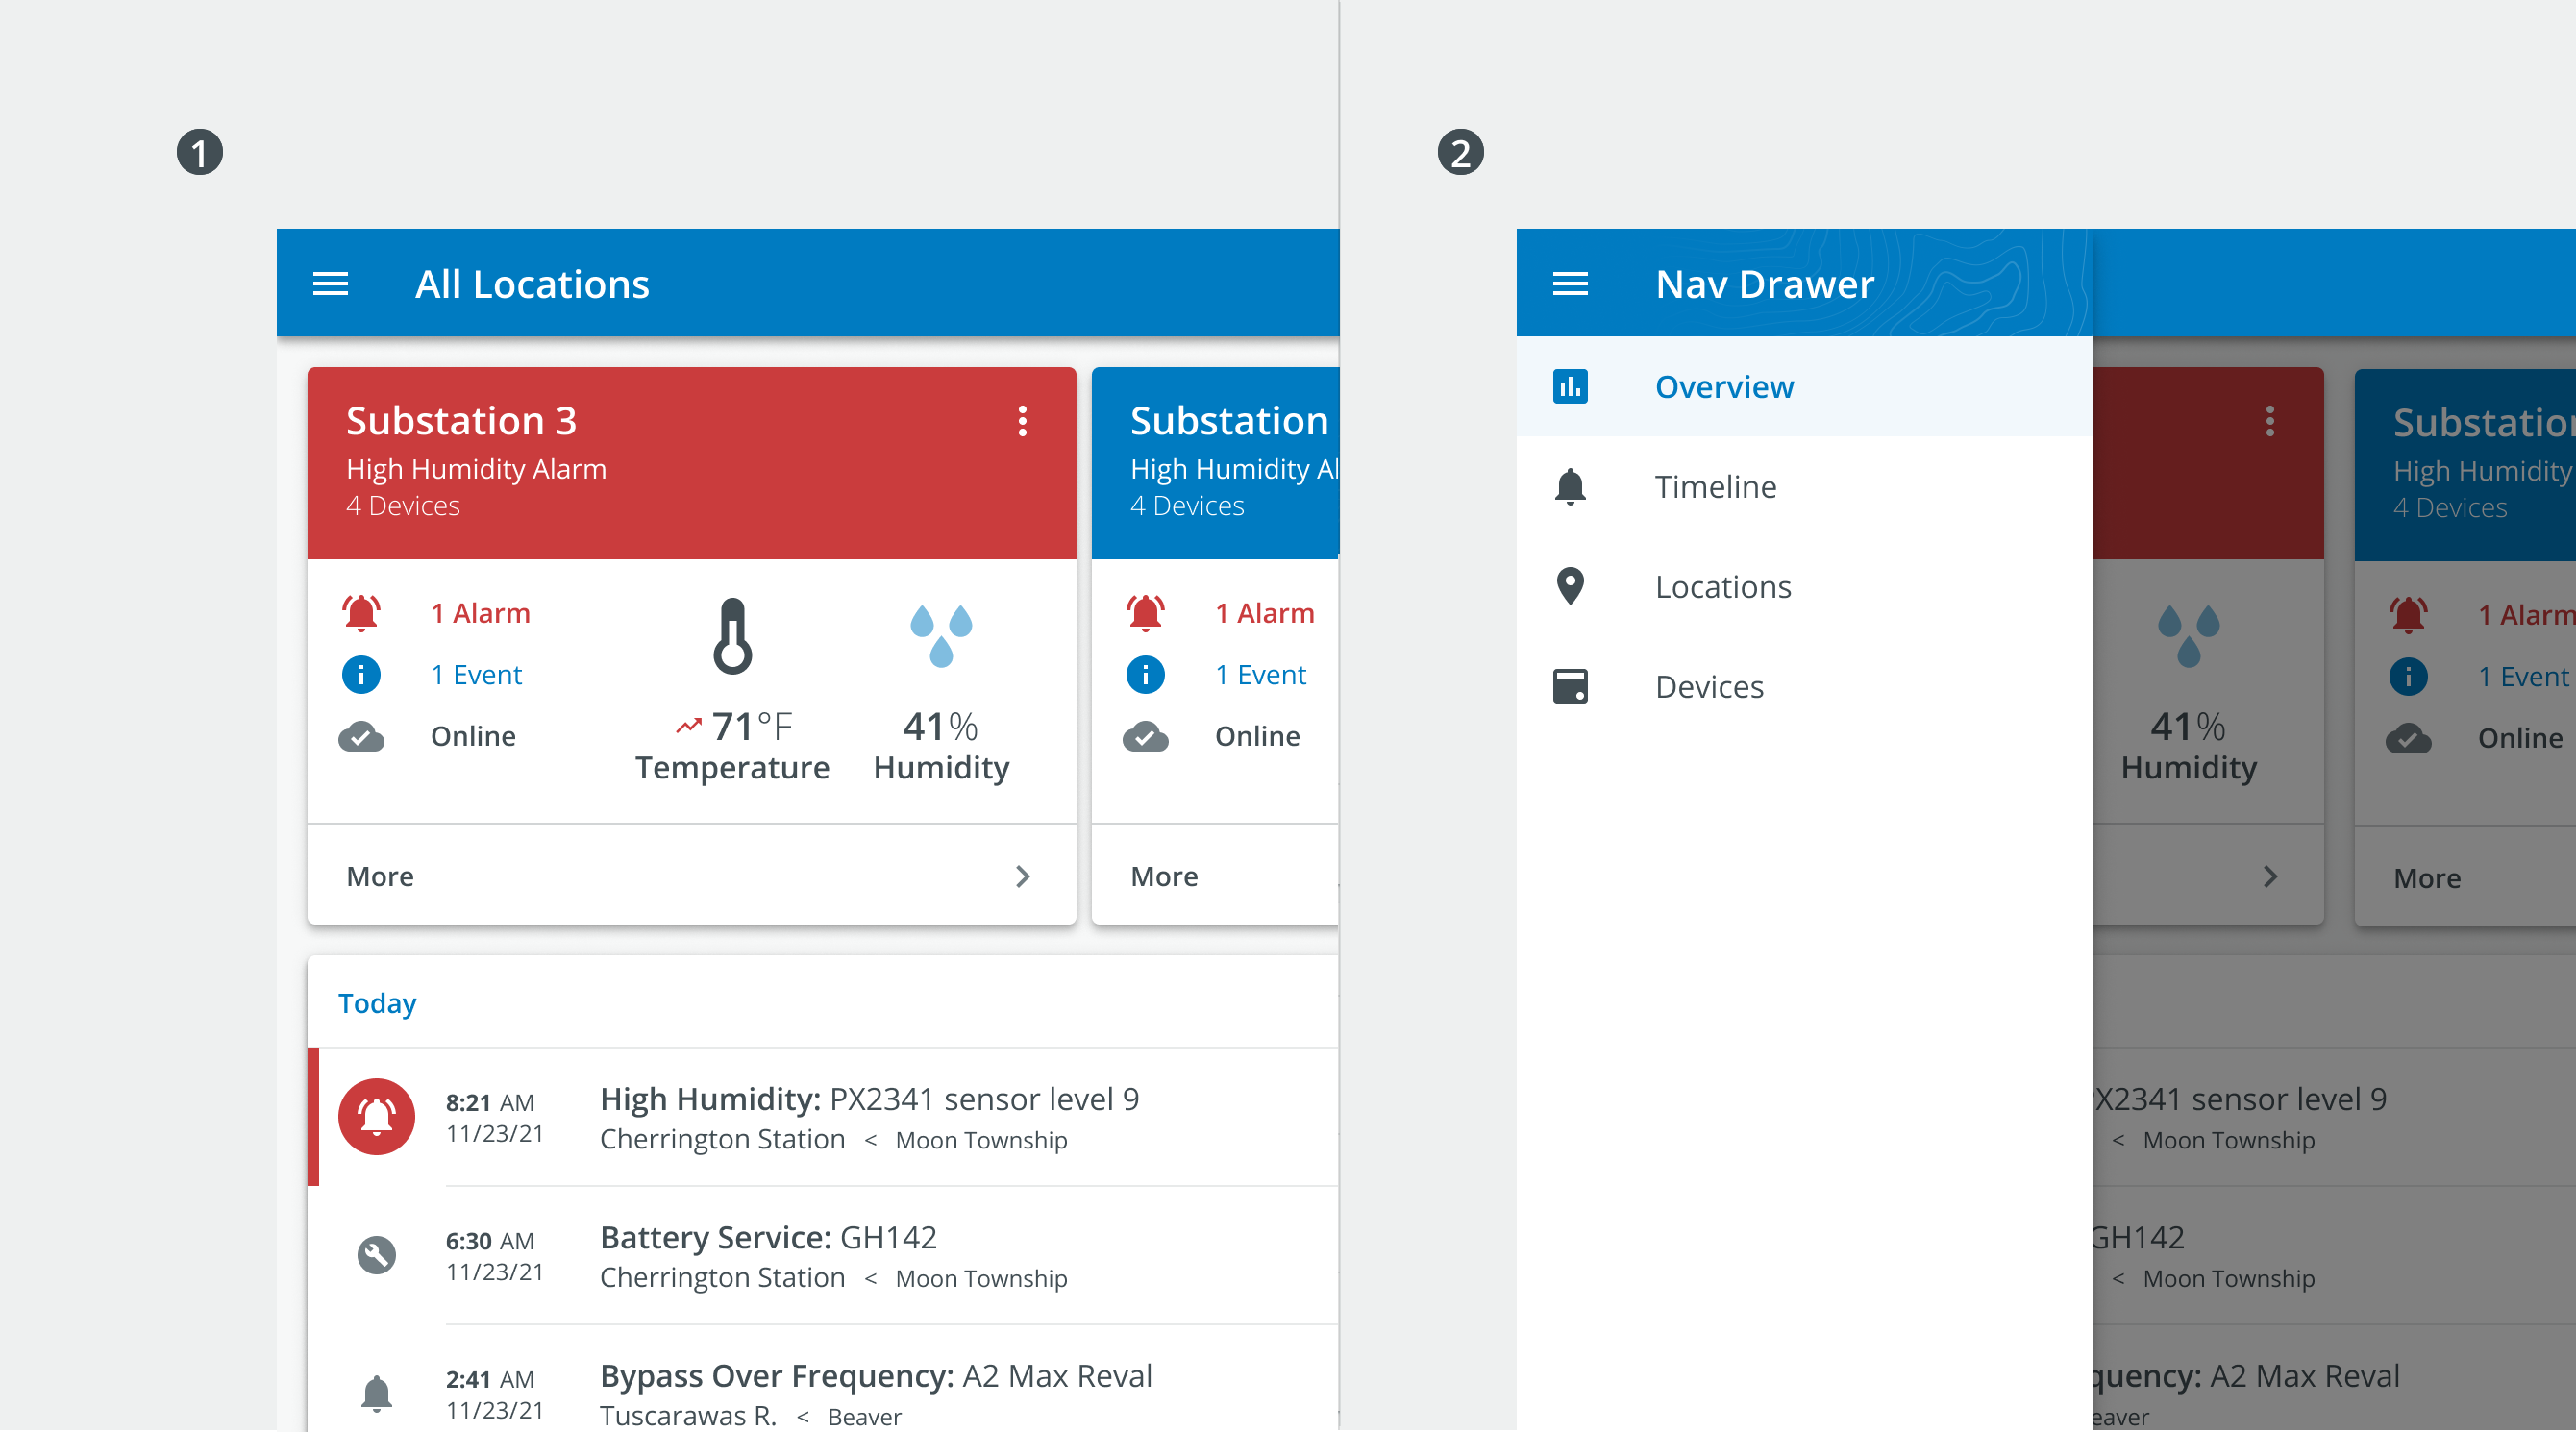 1
All Locations
Substation 3
High Humidity Alarm
4 Devices
1 Alarm
1 Event
Online
71°F
Temperature
41%
Humidity
More
Substation
High Humidity Al
4 Devices
1 Alarm
1 Event
Online
More
Today
8:21 AM
11/23/21
High Humidity: PX2341 sensor level 9
Cherrington Station < Moon Township
6:30 AM
11/23/21
Battery Service: GH142
Cherrington Station < Moon Township
2:41 AM
11/23/21
Bypass Over Frequency: A2 Max Reval
Tuscarawas R. < Beaver
2
Nav Drawer
Overview
Timeline
Locations
Devices
41%
Humidity
Substation
High Humidity
4 Devices
1 Alarm
1 Event
Online
More
PX2341 sensor level 9
< Moon Township
GH142
< Moon Township
quency: A2 Max Reval
eaver